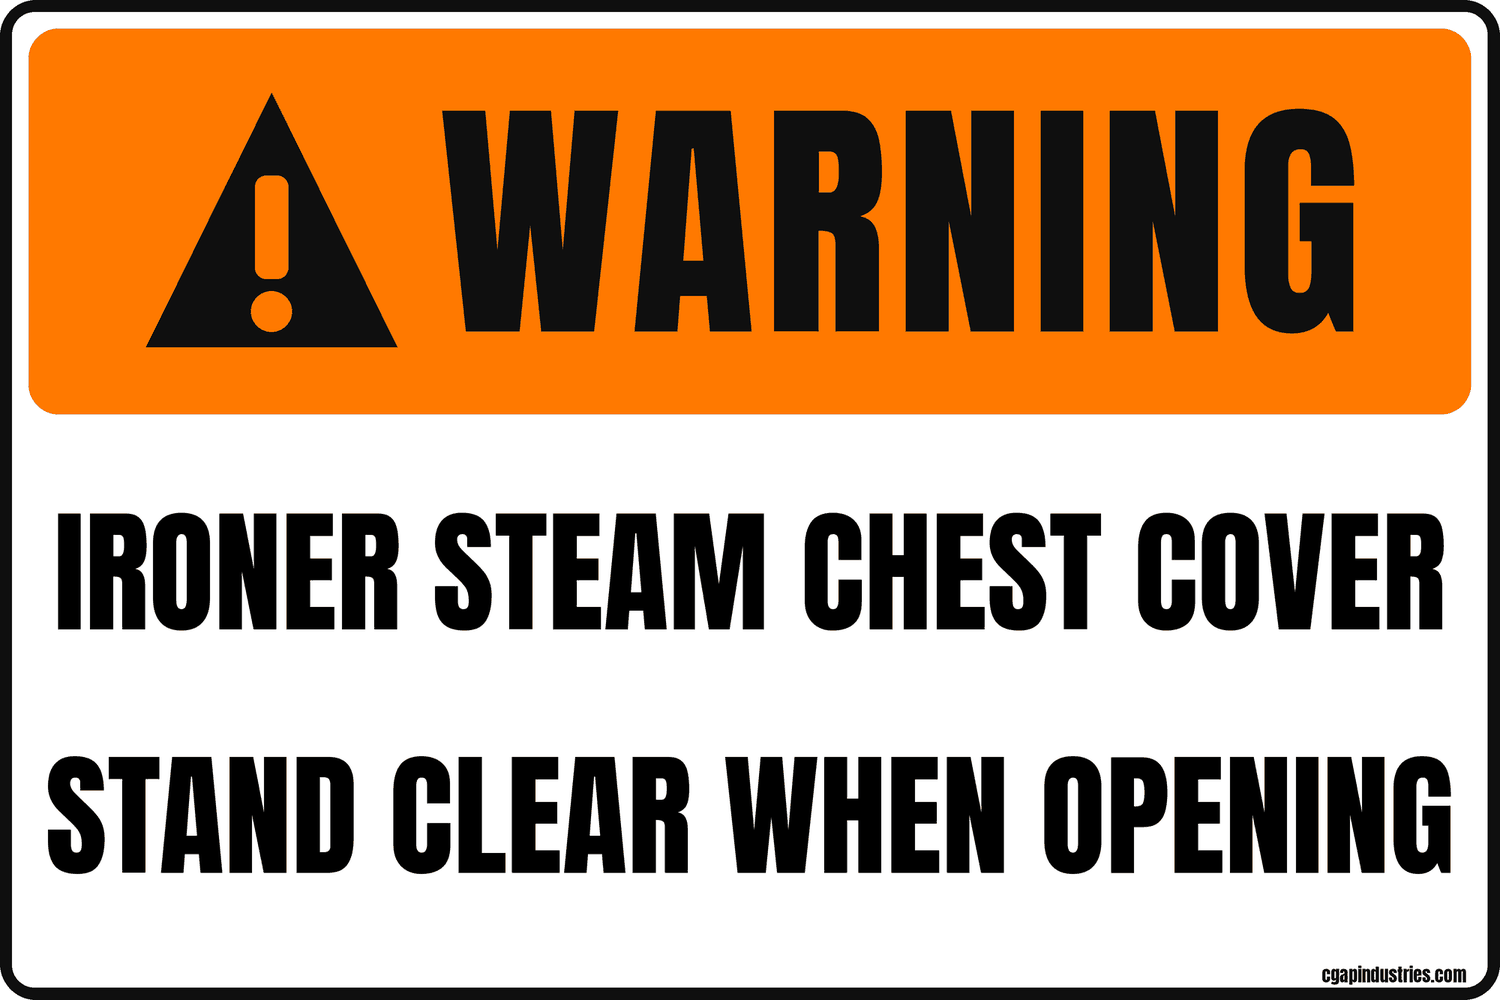 WARNING
IRONER STEAM CHEST COVER
STAND CLEAR WHEN OPENING
cgapindustries.com